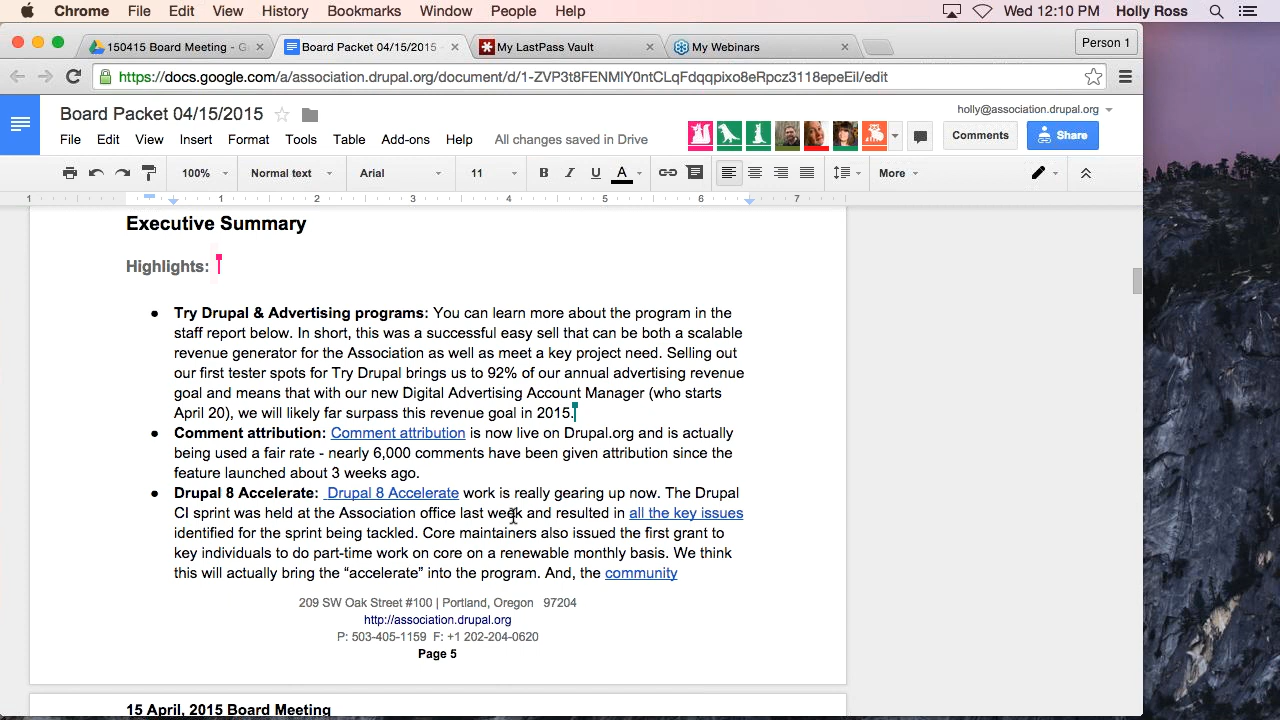 Chrome File Edit View History Bookmarks Window People Help Wed 12:10 PM Holly Ross
150415 Board Meeting - G
Board Packet 04/15/2015 -
My LastPass Vault
My Webinars
Person 1
https://docs.google.com/a/association.drupal.org/document/d/1-ZVP3t8FENMlY0ntCLqFdqqpixo8eRpcz3118epeEiI/edit
Board Packet 04/15/2015
holly@association.drupal.org
File Edit View Insert Format Tools Table Add-ons Help All changes saved in Drive
Comments
Share
100% Normal text Arial 11 B I U A More
1 1 2 3 4 5 6 7
Executive Summary
Highlights:
● Try Drupal & Advertising programs: You can learn more about the program in the
staff report below. In short, this was a successful easy sell that can be both a scalable
revenue generator for the Association as well as meet a key project need. Selling out
our first tester spots for Try Drupal brings us to 92% of our annual advertising revenue
goal and means that with our new Digital Advertising Account Manager (who starts
April 20), we will likely far surpass this revenue goal in 2015.
● Comment attribution: Comment attribution is now live on Drupal.org and is actually
being used a fair rate - nearly 6,000 comments have been given attribution since the
feature launched about 3 weeks ago.
● Drupal 8 Accelerate: Drupal 8 Accelerate work is really gearing up now. The Drupal
CI sprint was held at the Association office last week and resulted in all the key issues
identified for the sprint being tackled. Core maintainers also issued the first grant to
key individuals to do part-time work on core on a renewable monthly basis. We think
this will actually bring the “accelerate” into the program. And, the community
209 SW Oak Street #100 | Portland, Oregon 97204
http://association.drupal.org
P: 503-405-1159 F: +1 202-204-0620
Page 5
15 April, 2015 Board Meeting